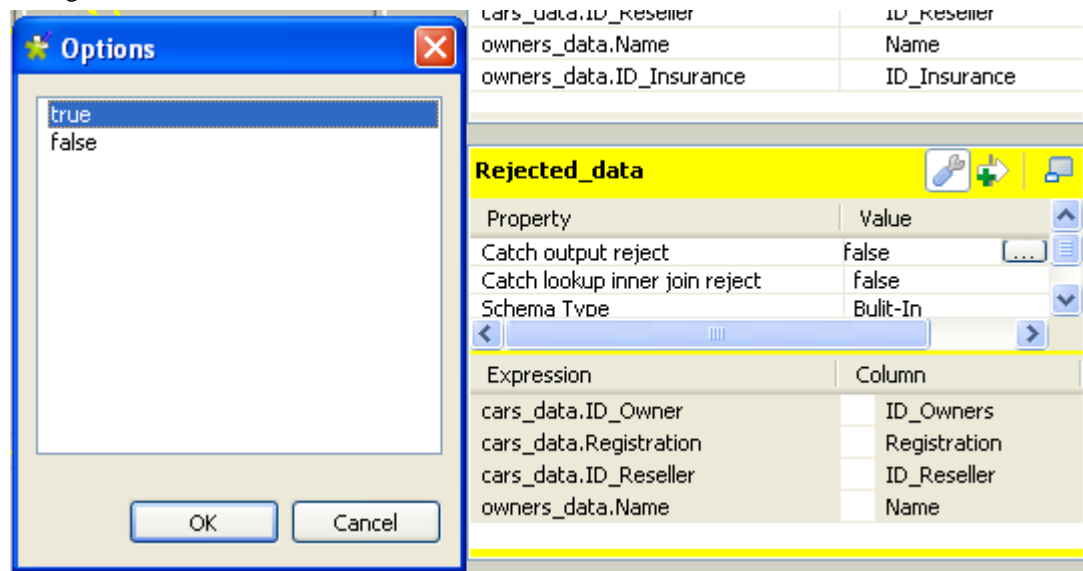 Options
true
false
OK Cancel
cars_data.ID_Reseller ID_Reseller
owners_data.Name Name
owners_data.ID_Insurance ID_Insurance
Rejected_data
Property Value
Catch output reject false ...
Catch lookup inner join reject false
Schema Type Bulit-In
Expression Column
cars_data.ID_Owner ID_Owners
cars_data.Registration Registration
cars_data.ID_Reseller ID_Reseller
owners_data.Name Name